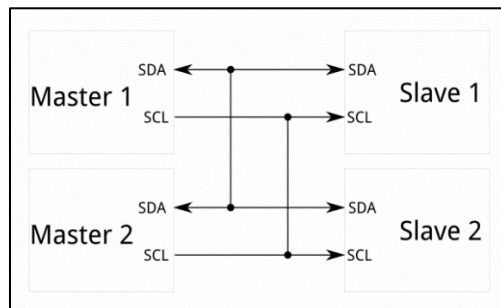 SDA SDA
Master 1 Slave 1
SCL SCL
SDA SDA
Master 2 Slave 2
SCL SCL